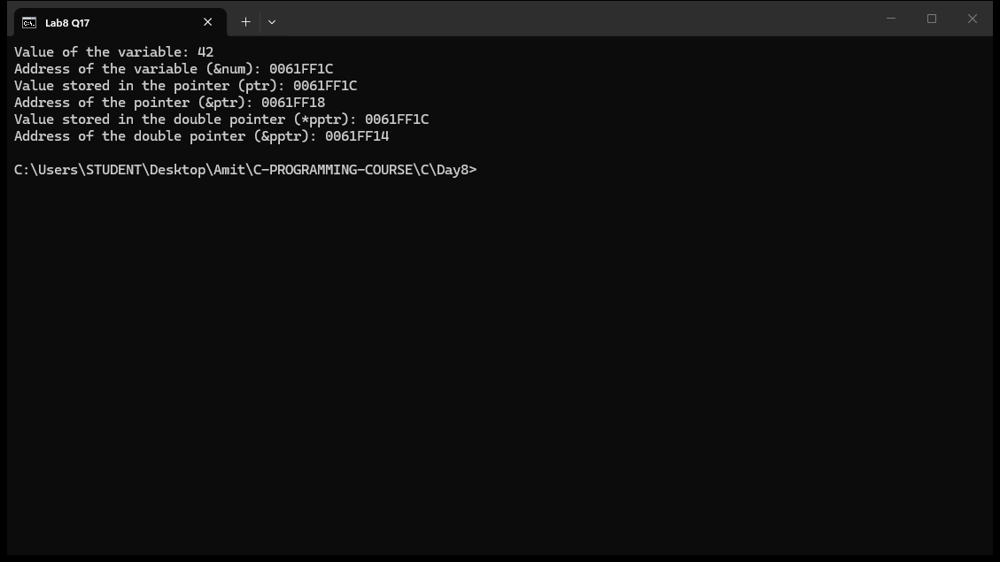 Lab8 Q17
Value of the variable: 42
Address of the variable (&num): 0061FF1C
Value stored in the pointer (ptr): 0061FF1C
Address of the pointer (&ptr): 0061FF18
Value stored in the double pointer (*pptr): 0061FF1C
Address of the double pointer (&pptr): 0061FF14
C:\Users\STUDENT\Desktop\Amit\C-PROGRAMMING-COURSE\C\Day8>